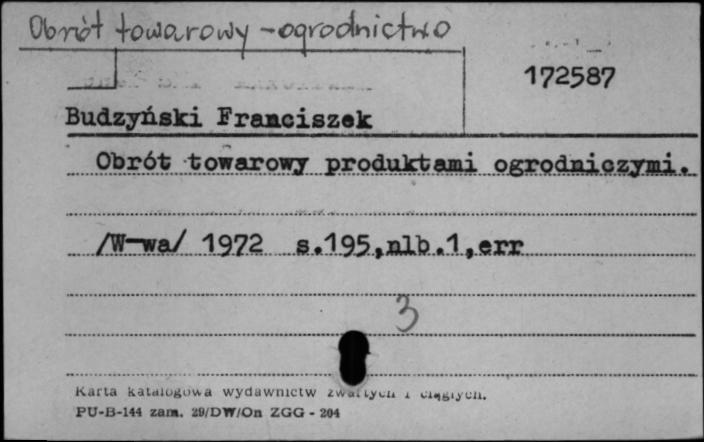 Obrót towarowy - ogrodnictwo
172587
Budzyński Franciszek
Obrót towarowy produktami ogrodniczymi.
/W-wa/ 1972 s.195,nlb.1,err
3
Karta katalogowa wydawnictw zwartych i ciągłych.
PU-B-144 zam. 29/DW/On ZGG - 204